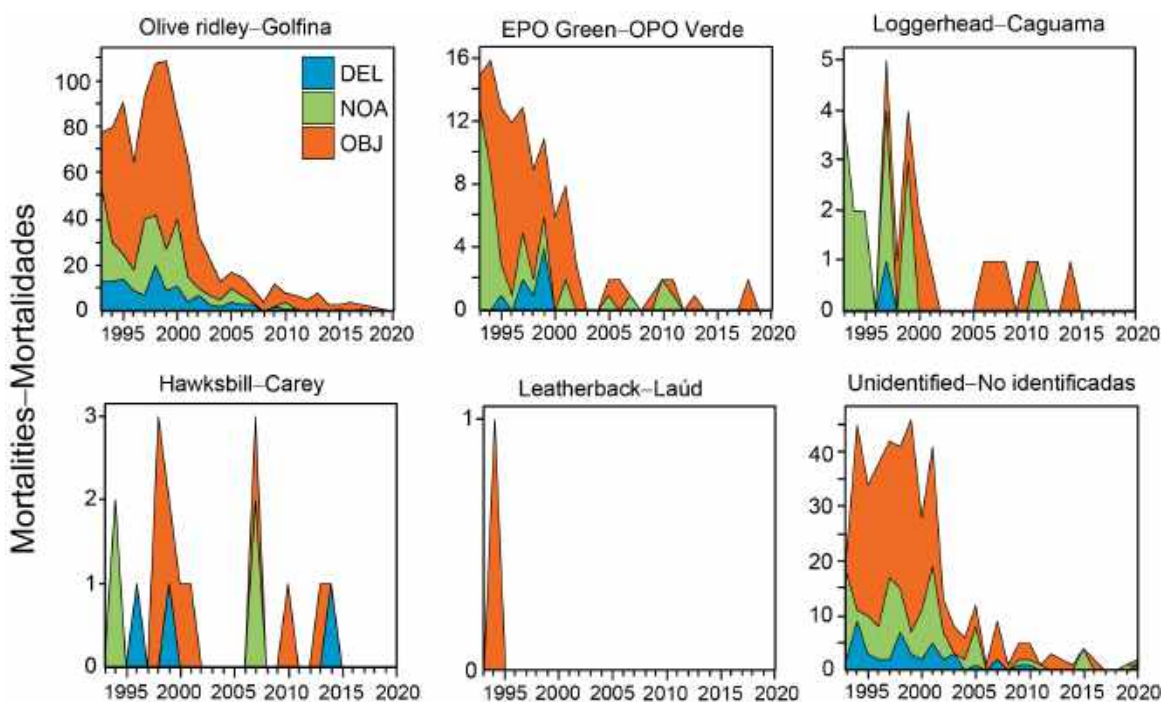 Olive ridley–Golfina
EPO Green–OPO Verde
Loggerhead–Caguama
DEL
NOA
OBJ
100
80
60
40
20
0
16
12
8
4
0
5
4
3
2
1
0
1995 2000 2005 2010 2015 2020
1995 2000 2005 2010 2015 2020
1995 2000 2005 2010 2015 2020
Mortalities–Mortalidades
Hawksbill–Carey
Leatherback–Laúd
Unidentified–No identificadas
3
2
1
0
1
0
40
30
20
10
0
1995 2000 2005 2010 2015 2020
1995 2000 2005 2010 2015 2020
1995 2000 2005 2010 2015 2020